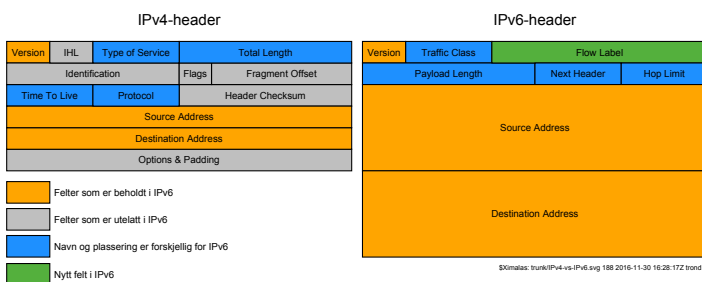 IPv4-header
Version IHL Type of Service Total Length
Identification Flags Fragment Offset
Time To Live Protocol Header Checksum
Source Address
Destination Address
Options & Padding
Felter som er beholdt i IPv6
Felter som er utelatt i IPv6
Navn og plassering er forskjellig for IPv6
Nytt felt i IPv6
IPv6-header
Version Traffic Class Flow Label
Payload Length Next Header Hop Limit
Source Address
Destination Address
$Ximalas: trunk/IPv4-vs-IPv6.svg 188 2016-11-30 16:28:17Z trond